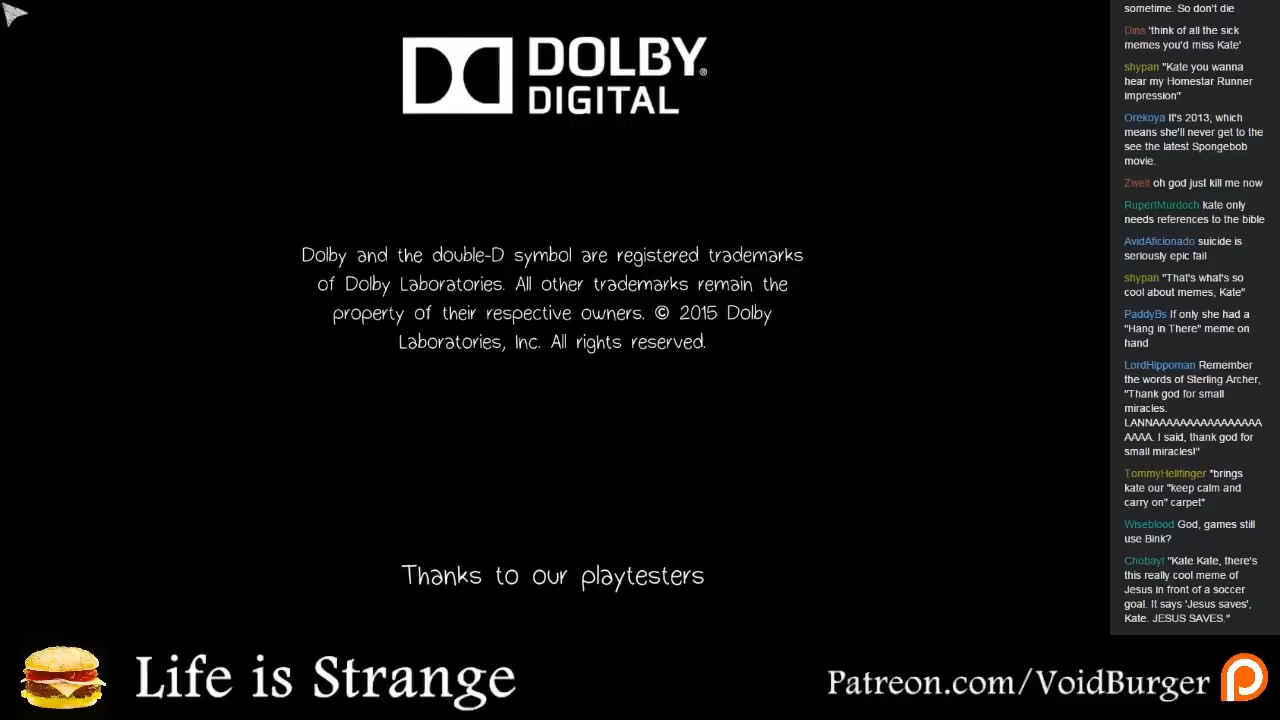 DOLBY®
DIGITAL
Dolby and the double-D symbol are registered trademarks
of Dolby Laboratories. All other trademarks remain the
property of their respective owners. © 2015 Dolby
Laboratories, Inc. All rights reserved.
Thanks to our playtesters
sometime. So don't die
Dins 'think of all the sick
memes you'd miss Kate'
shypan "Kate you wanna
hear my Homestar Runner
impression"
Orekoya It's 2013, which
means she'll never get to the
see the latest Spongebob
movie.
Zwell oh god just kill me now
RupertMurdoch kate only
needs references to the bible
AvidAficionado suicide is
seriously epic fail
shypan "That's what's so
cool about memes, Kate"
PaddyBs If only she had a
"Hang in There" meme on
hand
LordHippoman Remember
the words of Sterling Archer,
"Thank god for small
miracles.
LANNAAAAAAAAAAAAAAAA
AAAA. I said, thank god for
small miracles!"
TommyHellfinger *brings
kate our "keep calm and
carry on" carpet*
Wiseblood God, games still
use Bink?
Chobayt "Kate Kate, there's
this really cool meme of
Jesus in front of a soccer
goal. It says 'Jesus saves',
Kate. JESUS SAVES."
Life is Strange
Patreon.com/VoidBurger